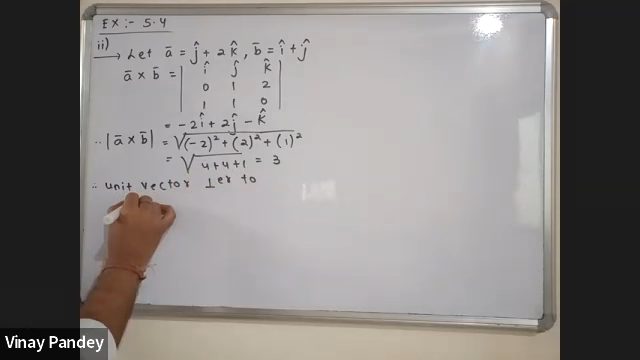 EX:- 5.4
ii)
→ Let ā = ĵ + 2k̂, b̄ = î + ĵ
ā × b̄ = | î ĵ k̂ |
| 0 1 2 |
| 1 1 0 |
= -2î + 2ĵ - k̂
∴ |ā × b̄| = √(-2)² + (2)² + (1)²
= √4+4+1 = 3
∴ unit vector ⊥er to
Vinay Pandey